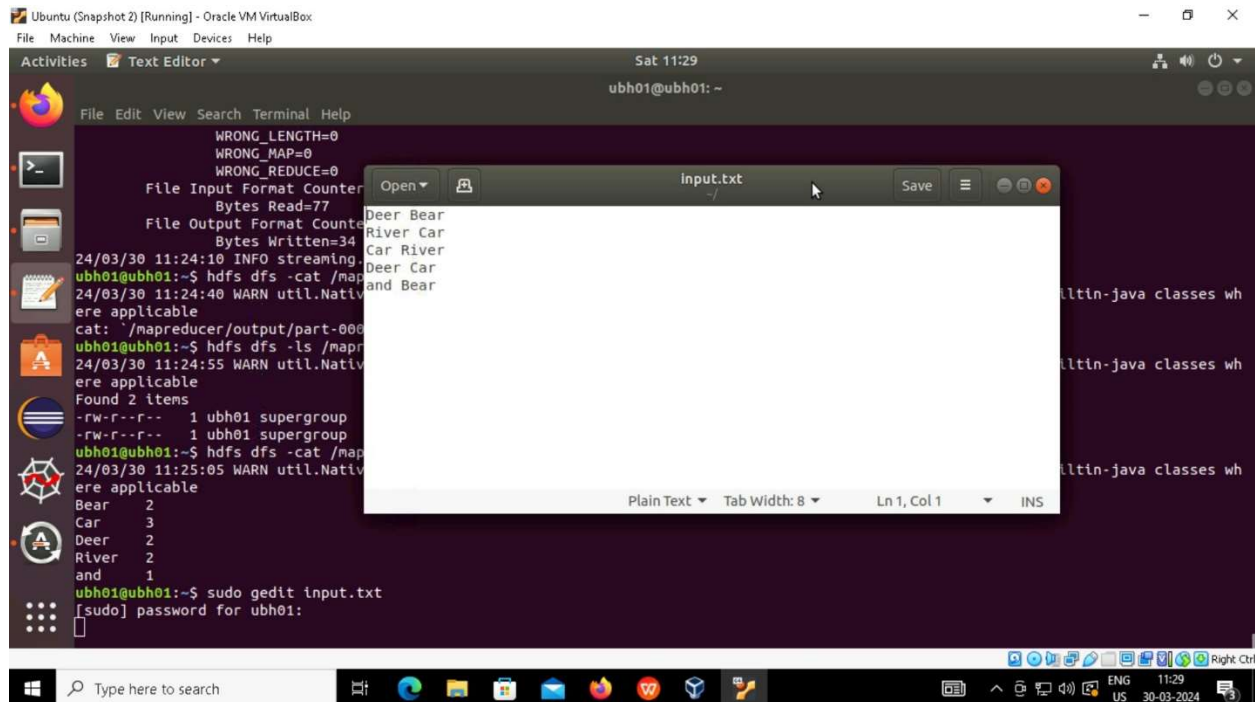 Ubuntu (Snapshot 2) [Running] - Oracle VM VirtualBox
File Machine View Input Devices Help
Activities Text Editor Sat 11:29
ubh01@ubh01: ~
File Edit View Search Terminal Help
WRONG_LENGTH=0
WRONG_MAP=0
WRONG_REDUCE=0
File Input Format Counter
Bytes Read=77
File Output Format Counte
Bytes Written=34
24/03/30 11:24:10 INFO streaming.
ubh01@ubh01:~$ hdfs dfs -cat /map
24/03/30 11:24:40 WARN util.Nativ iltin-java classes wh
ere applicable
cat: `/mapreducer/output/part-000
ubh01@ubh01:~$ hdfs dfs -ls /mapr
24/03/30 11:24:55 WARN util.Nativ iltin-java classes wh
ere applicable
Found 2 items
-rw-r--r-- 1 ubh01 supergroup
-rw-r--r-- 1 ubh01 supergroup
ubh01@ubh01:~$ hdfs dfs -cat /map
24/03/30 11:25:05 WARN util.Nativ iltin-java classes wh
ere applicable
Bear 2
Car 3
Deer 2
River 2
and 1
ubh01@ubh01:~$ sudo gedit input.txt
[sudo] password for ubh01:
Open input.txt Save
~/
Deer Bear
River Car
Car River
Deer Car
and Bear
Plain Text Tab Width: 8 Ln 1, Col 1 INS
Right Ctrl
Type here to search
ENG 11:29
US 30-03-2024 3